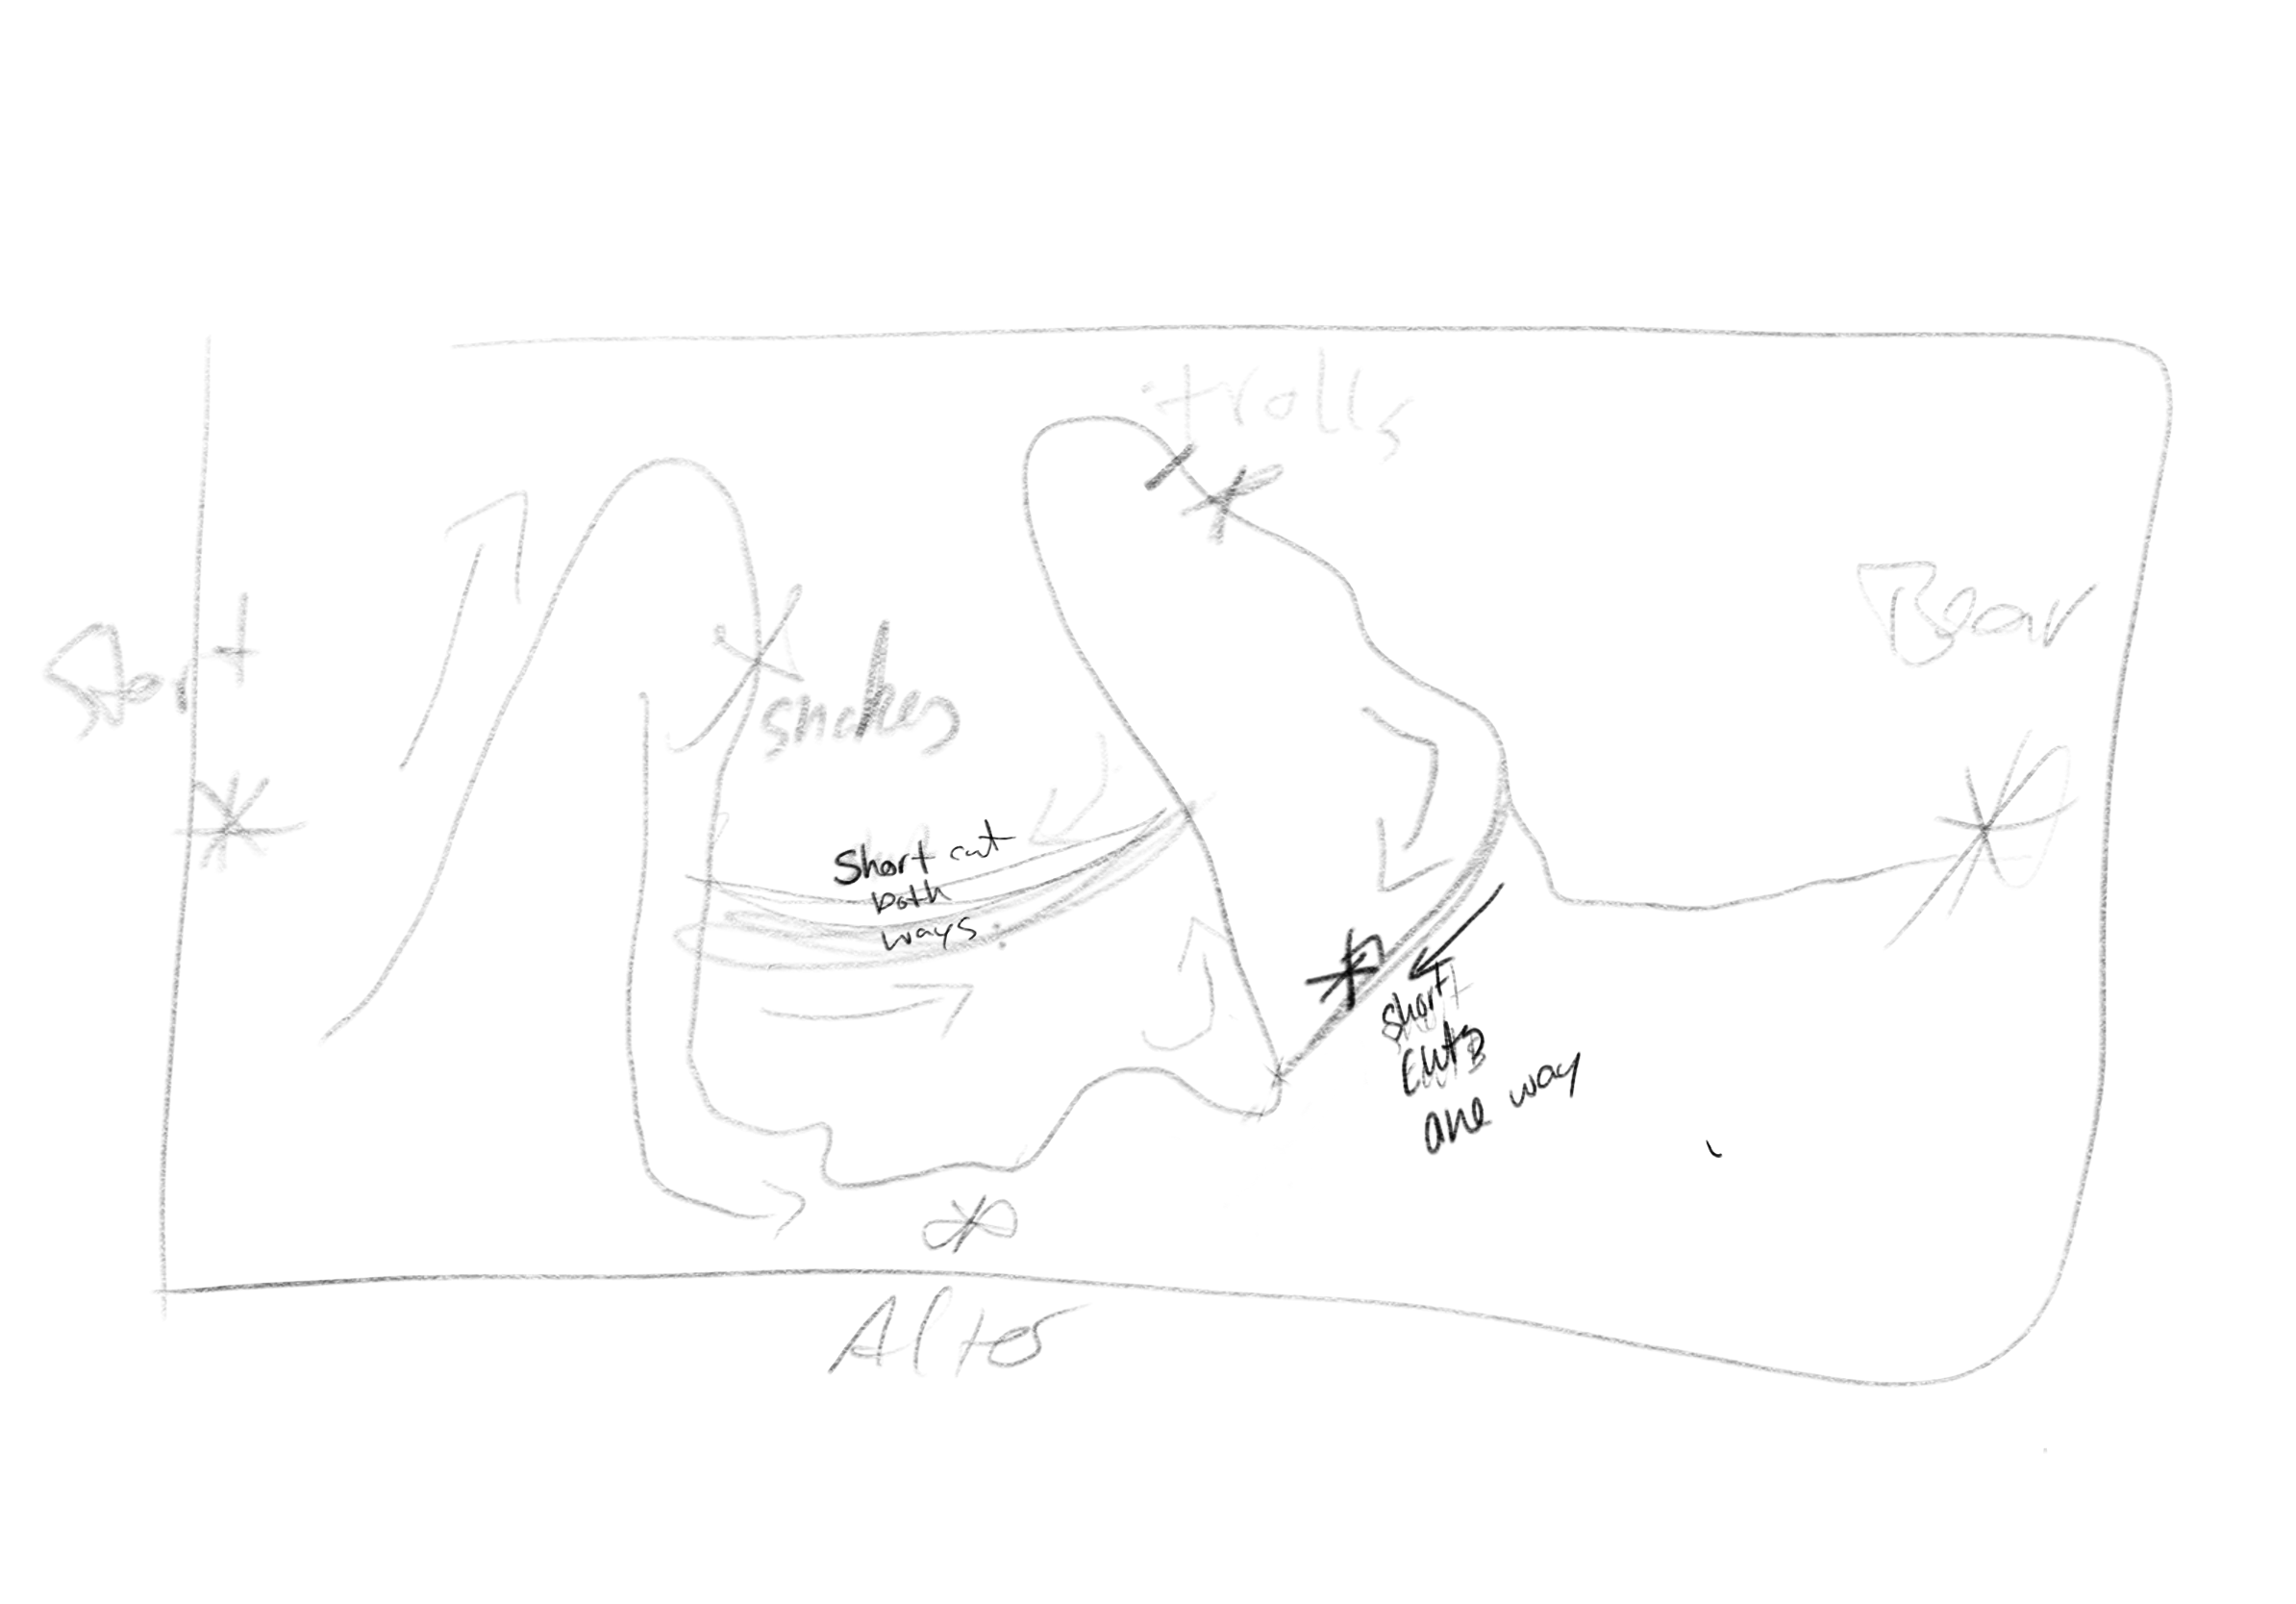 trolls
Bear
Start
snakes
Short cut
both
ways
short
cuts
one way
Alter